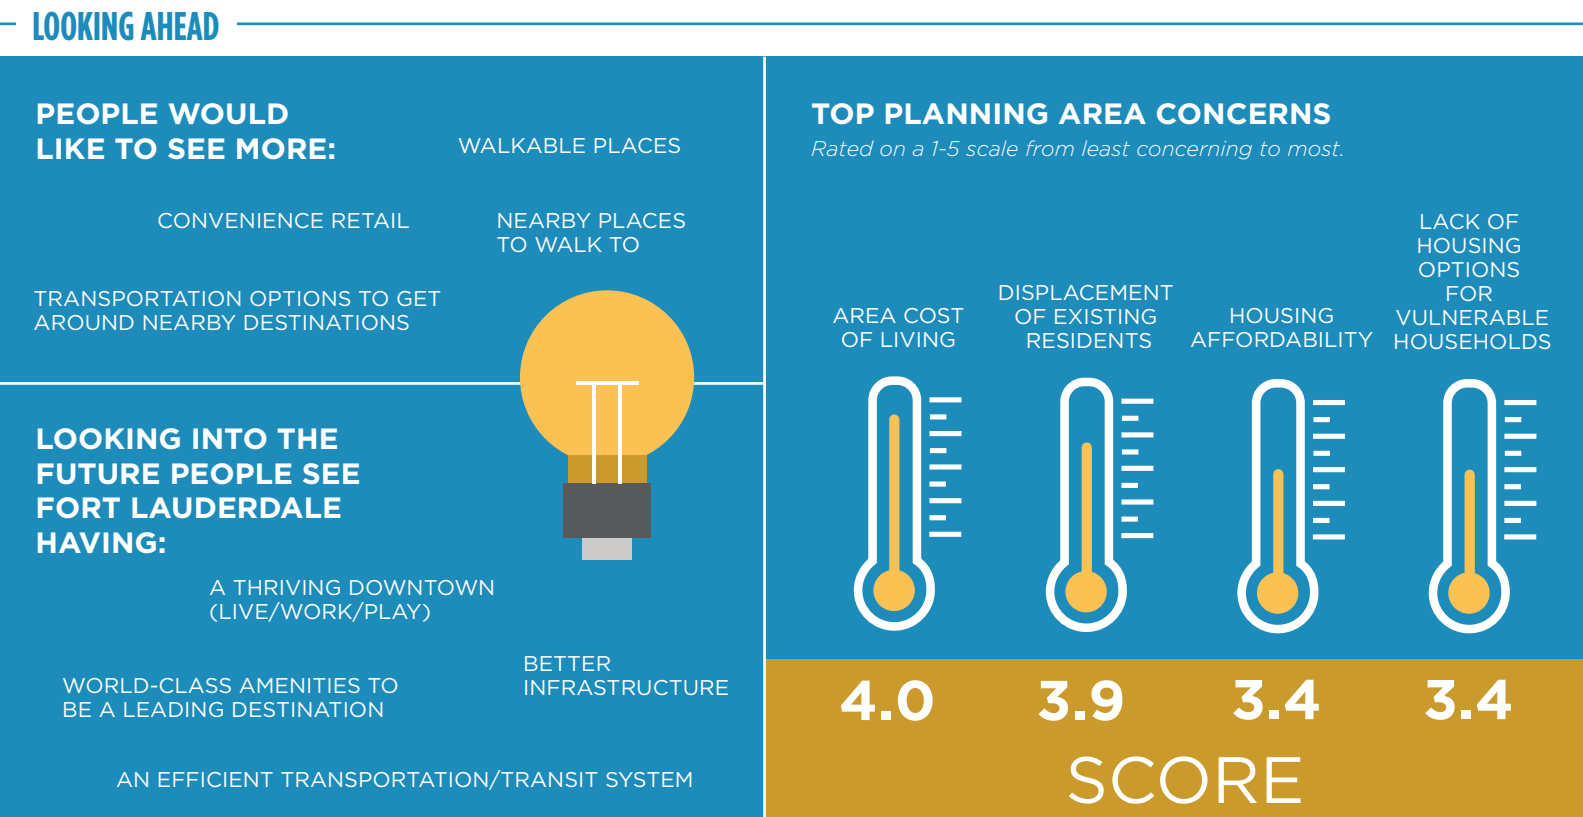 LOOKING AHEAD
PEOPLE WOULD
LIKE TO SEE MORE:
WALKABLE PLACES
CONVENIENCE RETAIL
NEARBY PLACES
TO WALK TO
TRANSPORTATION OPTIONS TO GET
AROUND NEARBY DESTINATIONS
LOOKING INTO THE
FUTURE PEOPLE SEE
FORT LAUDERDALE
HAVING:
A THRIVING DOWNTOWN
(LIVE/WORK/PLAY)
BETTER
INFRASTRUCTURE
WORLD-CLASS AMENITIES TO
BE A LEADING DESTINATION
AN EFFICIENT TRANSPORTATION/TRANSIT SYSTEM
TOP PLANNING AREA CONCERNS
Rated on a 1-5 scale from least concerning to most.
AREA COST
OF LIVING
DISPLACEMENT
OF EXISTING
RESIDENTS
HOUSING
AFFORDABILITY
LACK OF
HOUSING
OPTIONS
FOR
VULNERABLE
HOUSEHOLDS
4.0
3.9
3.4
3.4
SCORE